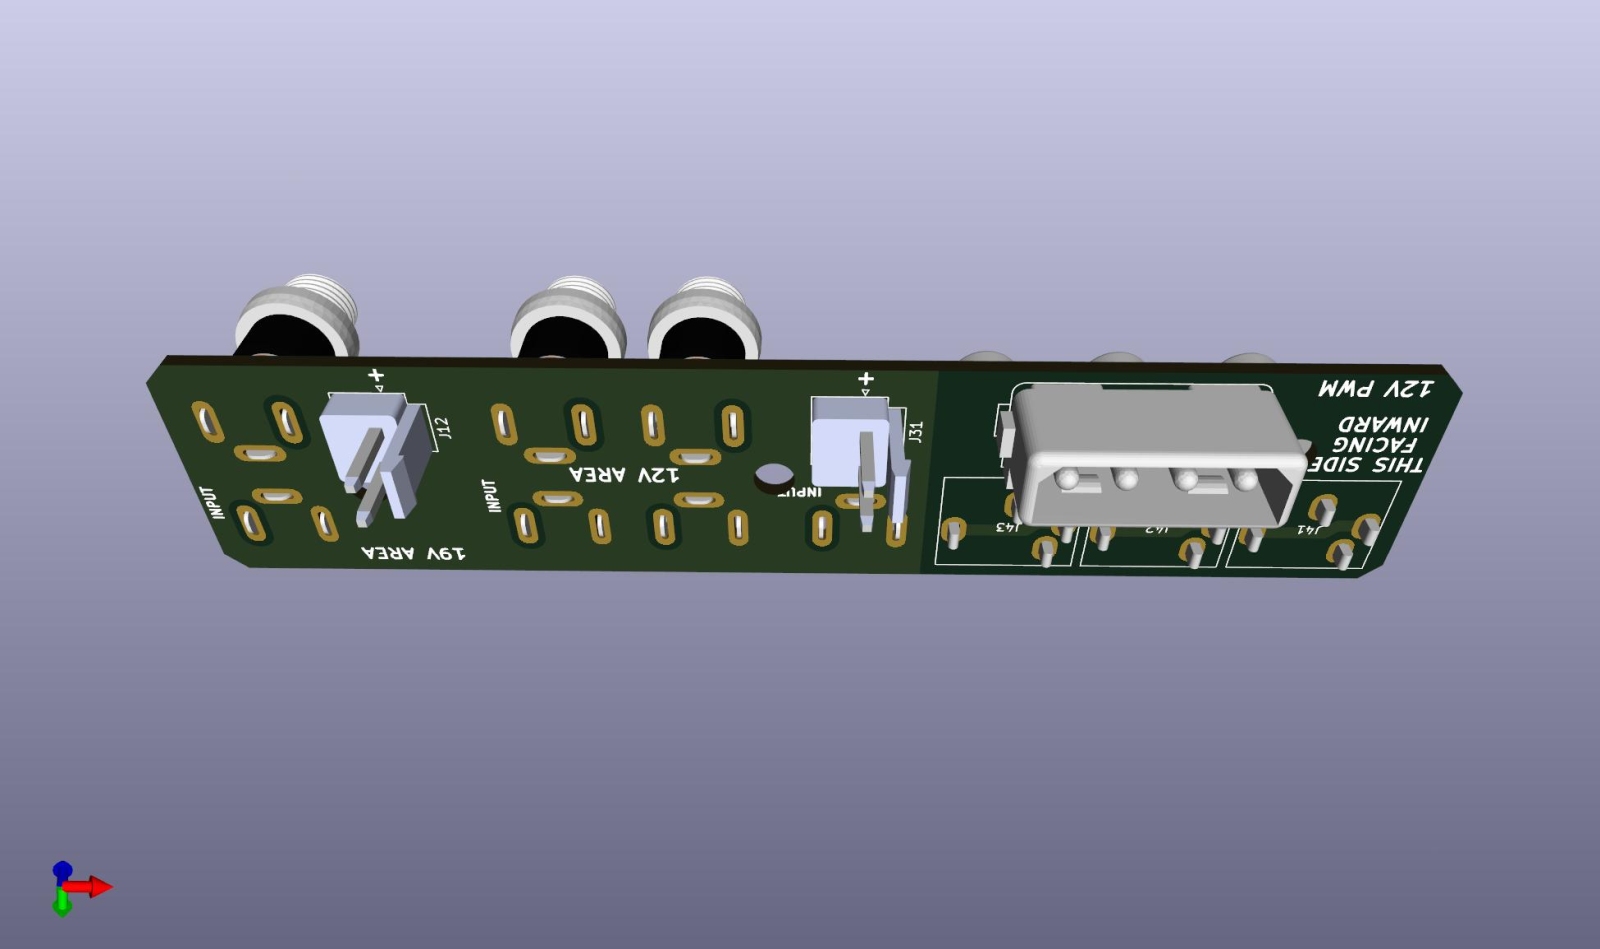 +
+
J12
J31
12V PWM
INWARD
FACING
THIS SIDE
12V AREA
INPUT
INPUT
INPUT
19V AREA
J43
J42
J41